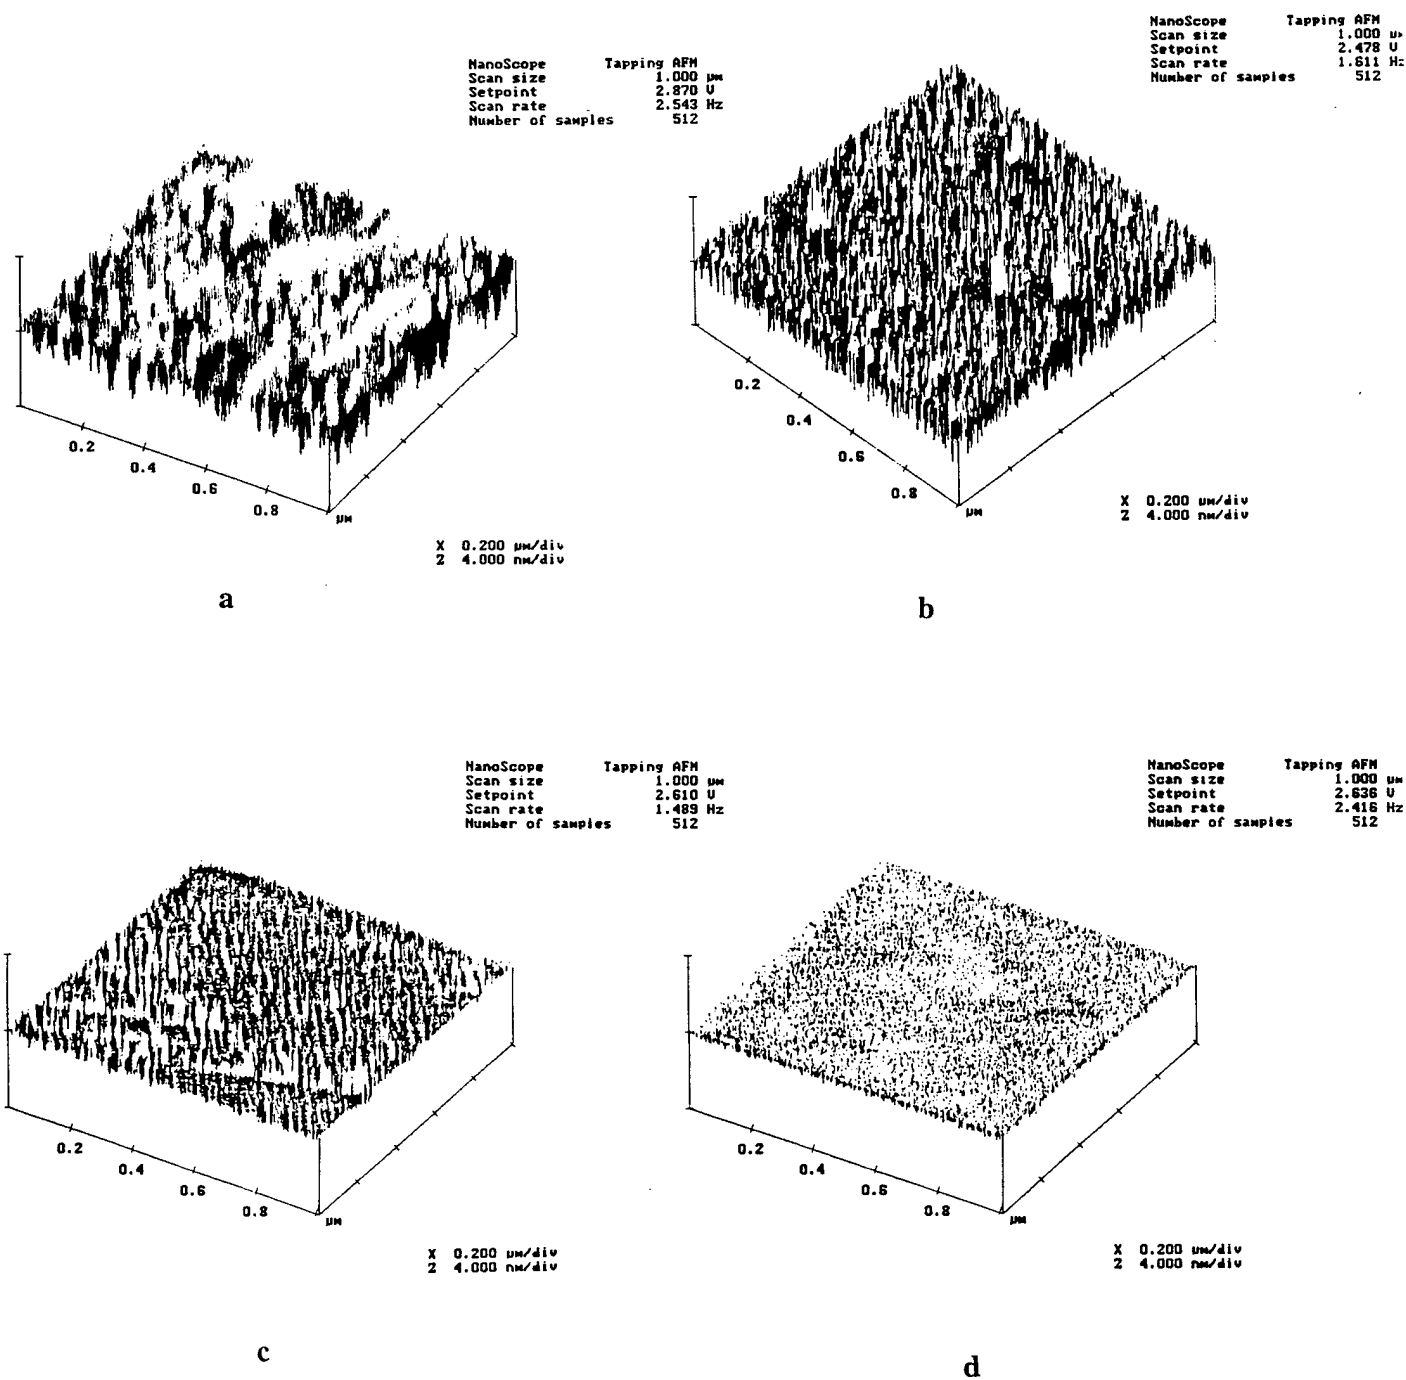 NanoScope Tapping AFM
Scan size 1.000 µm
Setpoint 2.870 V
Scan rate 2.543 Hz
Number of samples 512
0.2
0.4
0.6
0.8
µm
X 0.200 µm/div
Z 4.000 nm/div
a
NanoScope Tapping AFM
Scan size 1.000
Setpoint 2.478 V
Scan rate 1.611 Hz
Number of samples 512
0.2
0.4
0.6
0.8
µm
X 0.200 µm/div
Z 4.000 nm/div
b
NanoScope Tapping AFM
Scan size 1.000 µm
Setpoint 2.610 V
Scan rate 1.489 Hz
Number of samples 512
0.2
0.4
0.6
0.8
µm
X 0.200 µm/div
Z 4.000 nm/div
c
NanoScope Tapping AFM
Scan size 1.000 µm
Setpoint 2.636 V
Scan rate 2.416 Hz
Number of samples 512
0.2
0.4
0.6
0.8
µm
X 0.200 µm/div
Z 4.000 nm/div
d